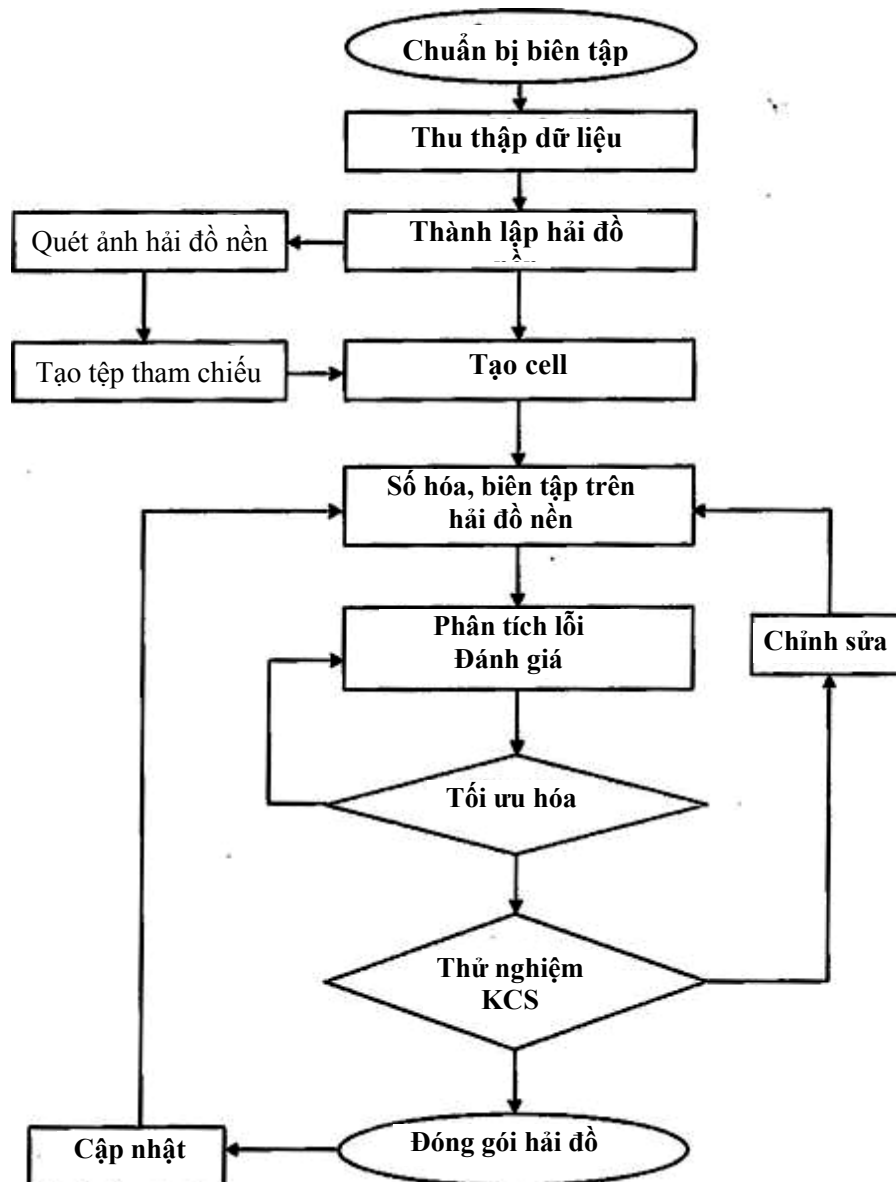 Chuẩn bị biên tập
Thu thập dữ liệu
Thành lập hải đồ
nền
Quét ảnh hải đồ nền
Tạo tệp tham chiếu
Tạo cell
Số hóa, biên tập trên
hải đồ nền
Phân tích lỗi
Đánh giá
Chỉnh sửa
Tối ưu hóa
Thử nghiệm
KCS
Đóng gói hải đồ
Cập nhật